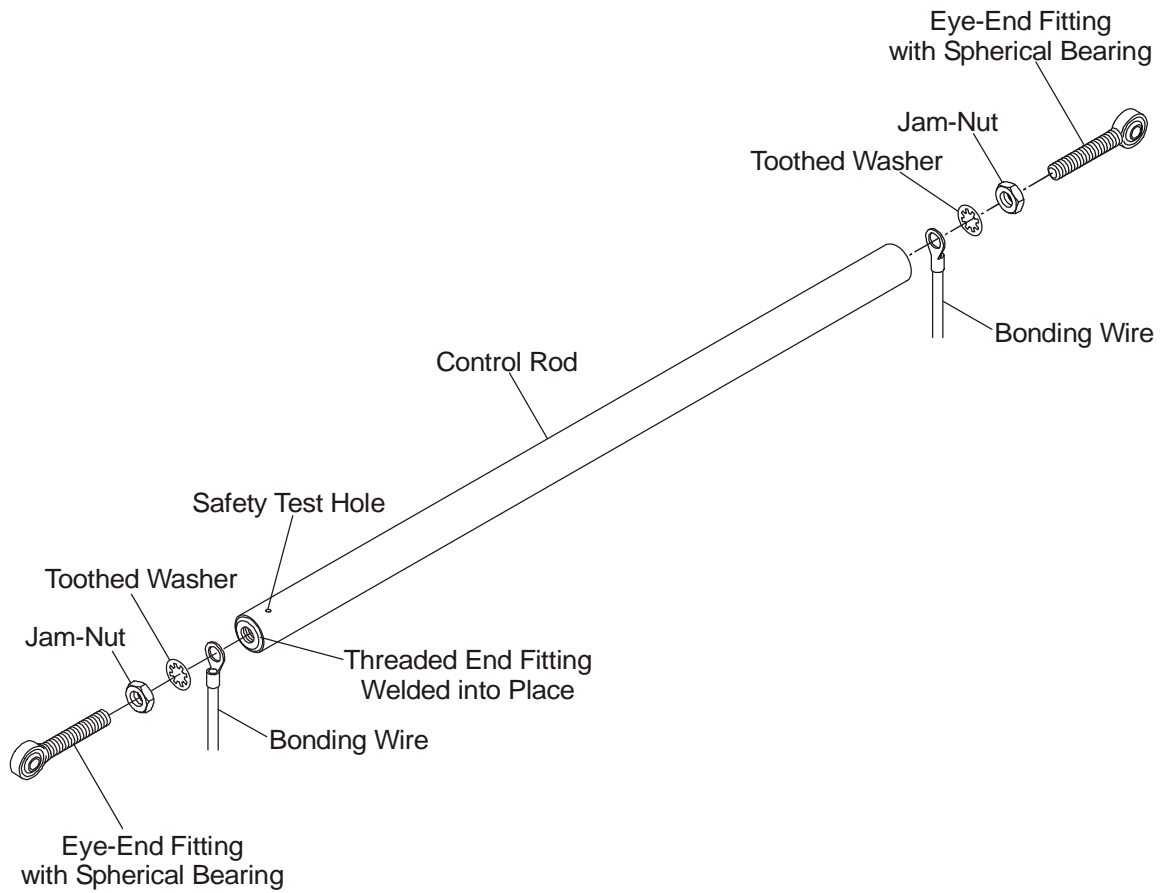 Eye-End Fitting
with Spherical Bearing
Jam-Nut
Toothed Washer
Bonding Wire
Control Rod
Safety Test Hole
Toothed Washer
Jam-Nut
Threaded End Fitting
Welded into Place
Bonding Wire
Eye-End Fitting
with Spherical Bearing